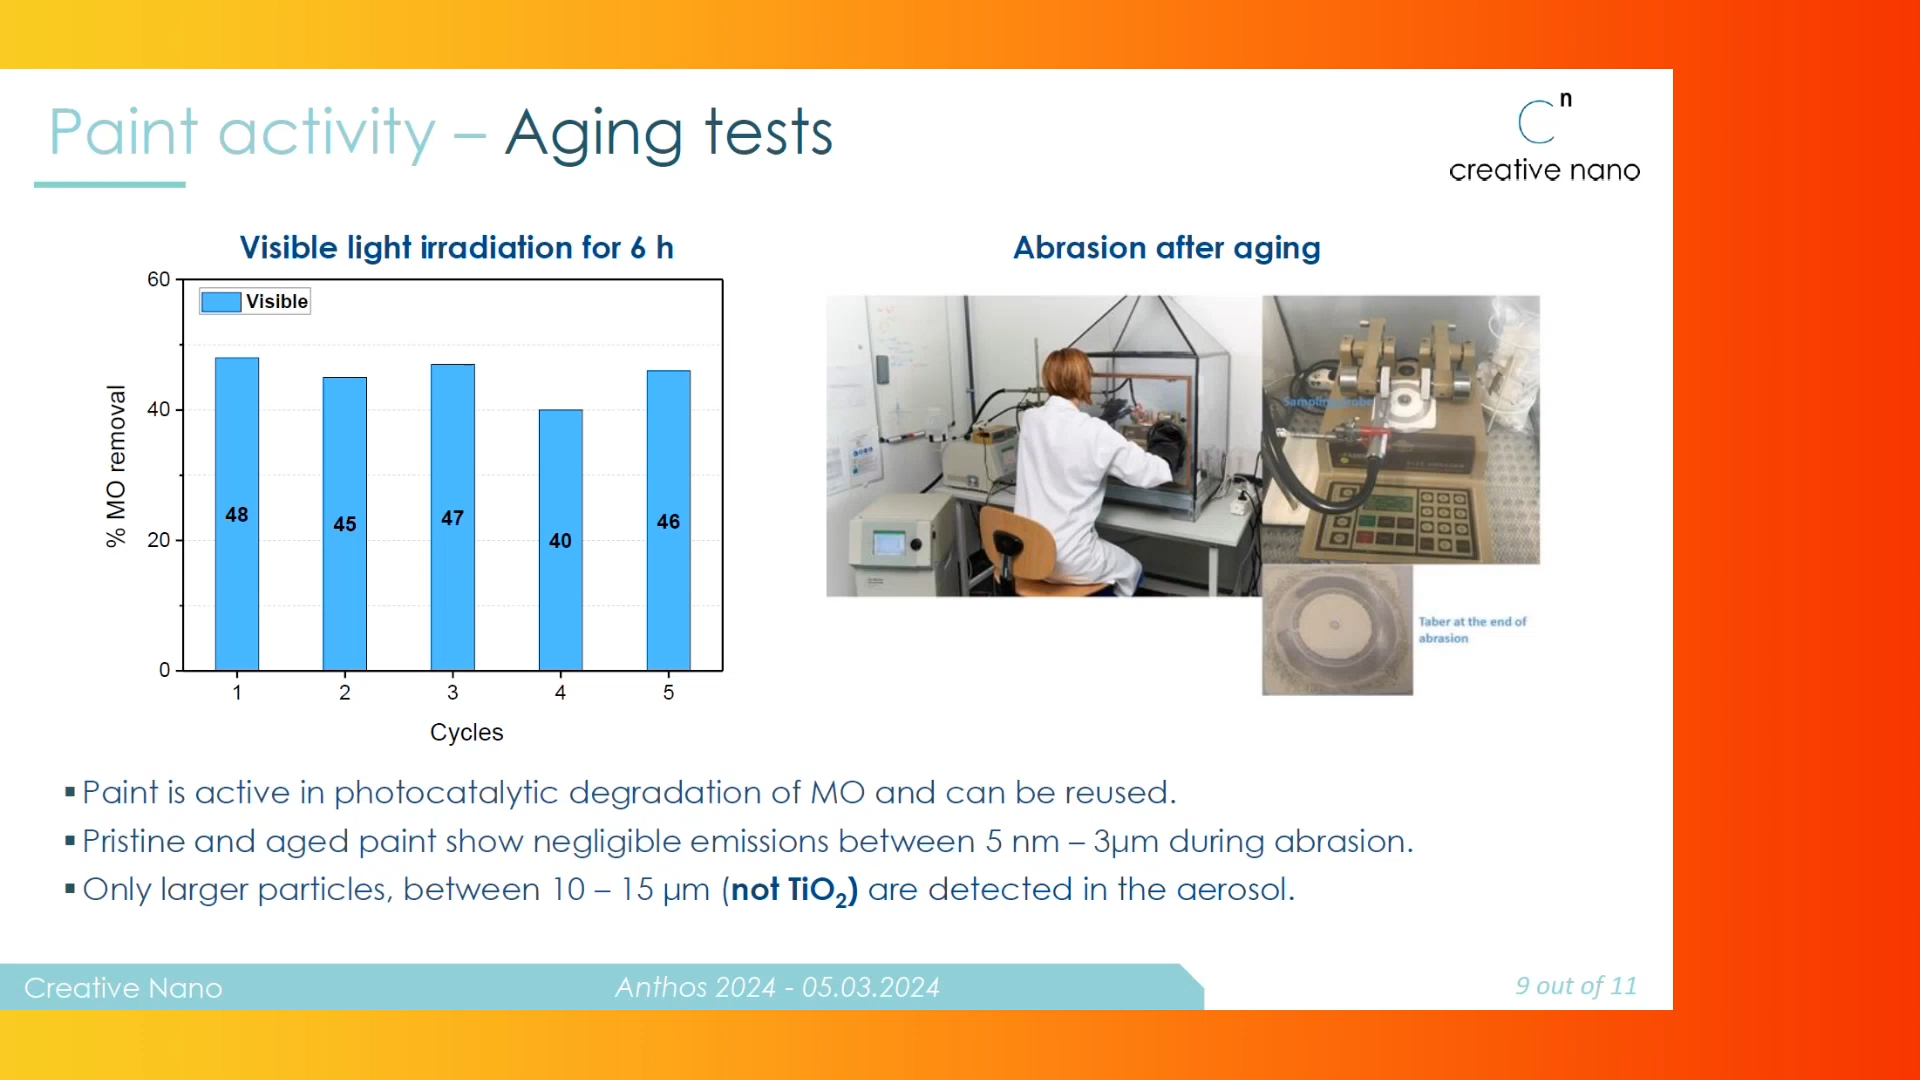 Paint activity – Aging tests
Cⁿ
creative nano
Visible light irradiation for 6 h
Visible
% MO removal
60
40
20
0
48
45
47
40
46
1
2
3
4
5
Cycles
Abrasion after aging
Sampling probe
Taber at the end of
abrasion
▪ Paint is active in photocatalytic degradation of MO and can be reused.
▪ Pristine and aged paint show negligible emissions between 5 nm – 3µm during abrasion.
▪ Only larger particles, between 10 – 15 µm (not TiO₂) are detected in the aerosol.
Creative Nano
Anthos 2024 - 05.03.2024
9 out of 11